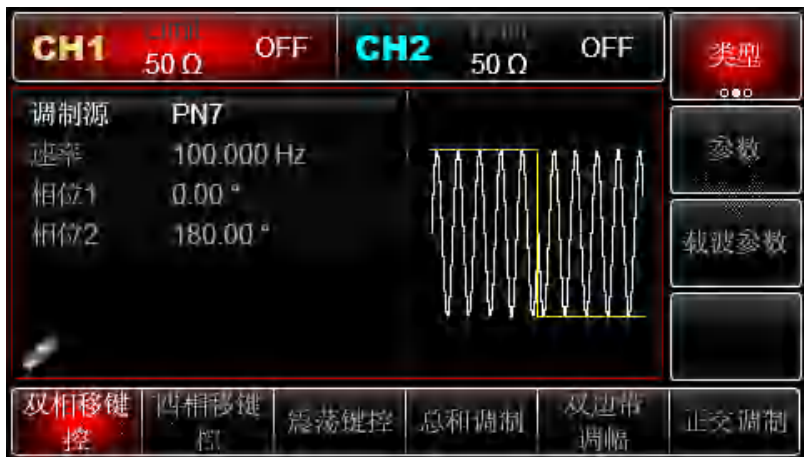 CH1 50 Ω OFF CH2 50 Ω OFF 类型
调制源 PN7
速率 100.000 Hz 参数
相位1 0.00 °
相位2 180.00 ° 载波参数
双相移键控 四相移键控 震荡键控 总和调制 双边带调幅 正交调制